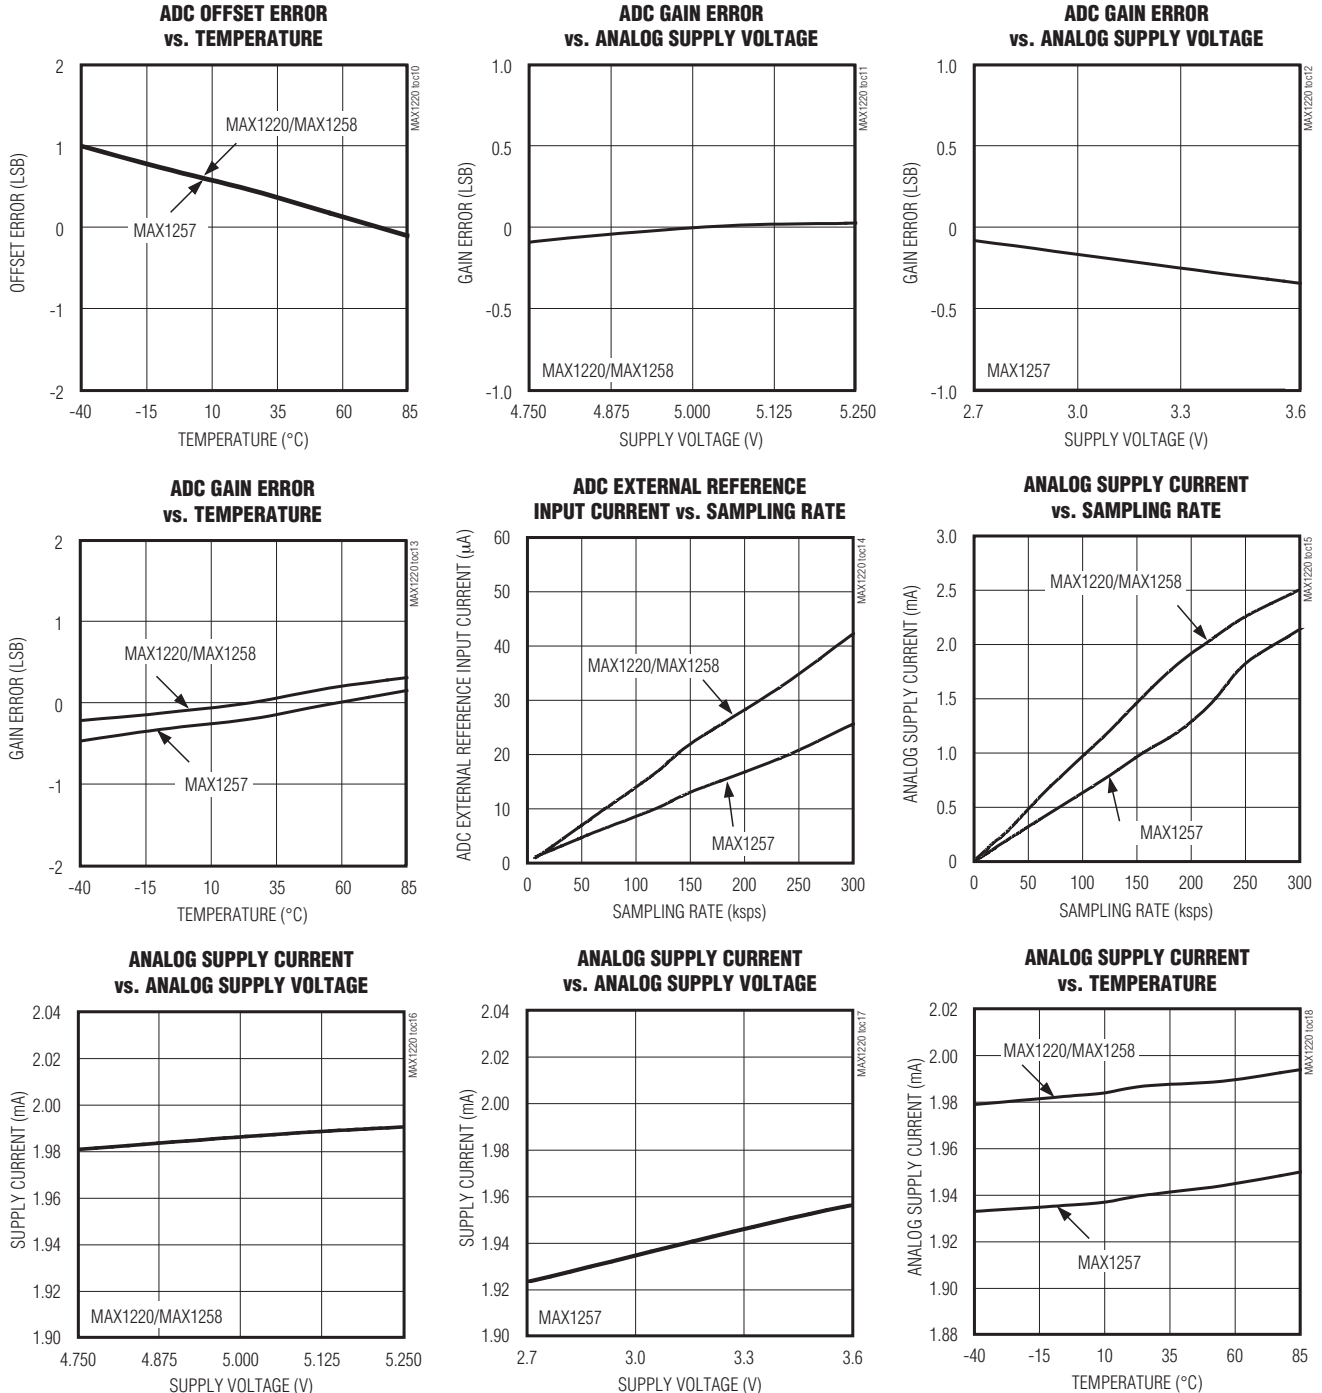 ADC OFFSET ERROR
vs. TEMPERATURE
MAX1220 toc10
2
1
0
-1
-2
OFFSET ERROR (LSB)
MAX1220/MAX1258
MAX1257
-40 -15 10 35 60 85
TEMPERATURE (°C)
ADC GAIN ERROR
vs. ANALOG SUPPLY VOLTAGE
MAX1220 toc11
1.0
0.5
0
-0.5
-1.0
GAIN ERROR (LSB)
MAX1220/MAX1258
4.750 4.875 5.000 5.125 5.250
SUPPLY VOLTAGE (V)
ADC GAIN ERROR
vs. ANALOG SUPPLY VOLTAGE
MAX1220 toc12
1.0
0.5
0
-0.5
-1.0
GAIN ERROR (LSB)
MAX1257
2.7 3.0 3.3 3.6
SUPPLY VOLTAGE (V)
ADC GAIN ERROR
vs. TEMPERATURE
MAX1220 toc13
2
1
0
-1
-2
GAIN ERROR (LSB)
MAX1220/MAX1258
MAX1257
-40 -15 10 35 60 85
TEMPERATURE (°C)
ADC EXTERNAL REFERENCE
INPUT CURRENT vs. SAMPLING RATE
MAX1220 toc14
60
50
40
30
20
10
0
ADC EXTERNAL REFERENCE INPUT CURRENT (µA)
MAX1220/MAX1258
MAX1257
0 50 100 150 200 250 300
SAMPLING RATE (ksps)
ANALOG SUPPLY CURRENT
vs. SAMPLING RATE
MAX1220 toc15
3.0
2.5
2.0
1.5
1.0
0.5
0
ANALOG SUPPLY CURRENT (mA)
MAX1220/MAX1258
MAX1257
0 50 100 150 200 250 300
SAMPLING RATE (ksps)
ANALOG SUPPLY CURRENT
vs. ANALOG SUPPLY VOLTAGE
MAX1220 toc16
2.04
2.02
2.00
1.98
1.96
1.94
1.92
1.90
SUPPLY CURRENT (mA)
MAX1220/MAX1258
4.750 4.875 5.000 5.125 5.250
SUPPLY VOLTAGE (V)
ANALOG SUPPLY CURRENT
vs. ANALOG SUPPLY VOLTAGE
MAX1220 toc17
2.04
2.02
2.00
1.98
1.96
1.94
1.92
1.90
SUPPLY CURRENT (mA)
MAX1257
2.7 3.0 3.3 3.6
SUPPLY VOLTAGE (V)
ANALOG SUPPLY CURRENT
vs. TEMPERATURE
MAX1220 toc18
2.02
2.00
1.98
1.96
1.94
1.92
1.90
1.88
ANALOG SUPPLY CURRENT (mA)
MAX1220/MAX1258
MAX1257
-40 -15 10 35 60 85
TEMPERATURE (°C)